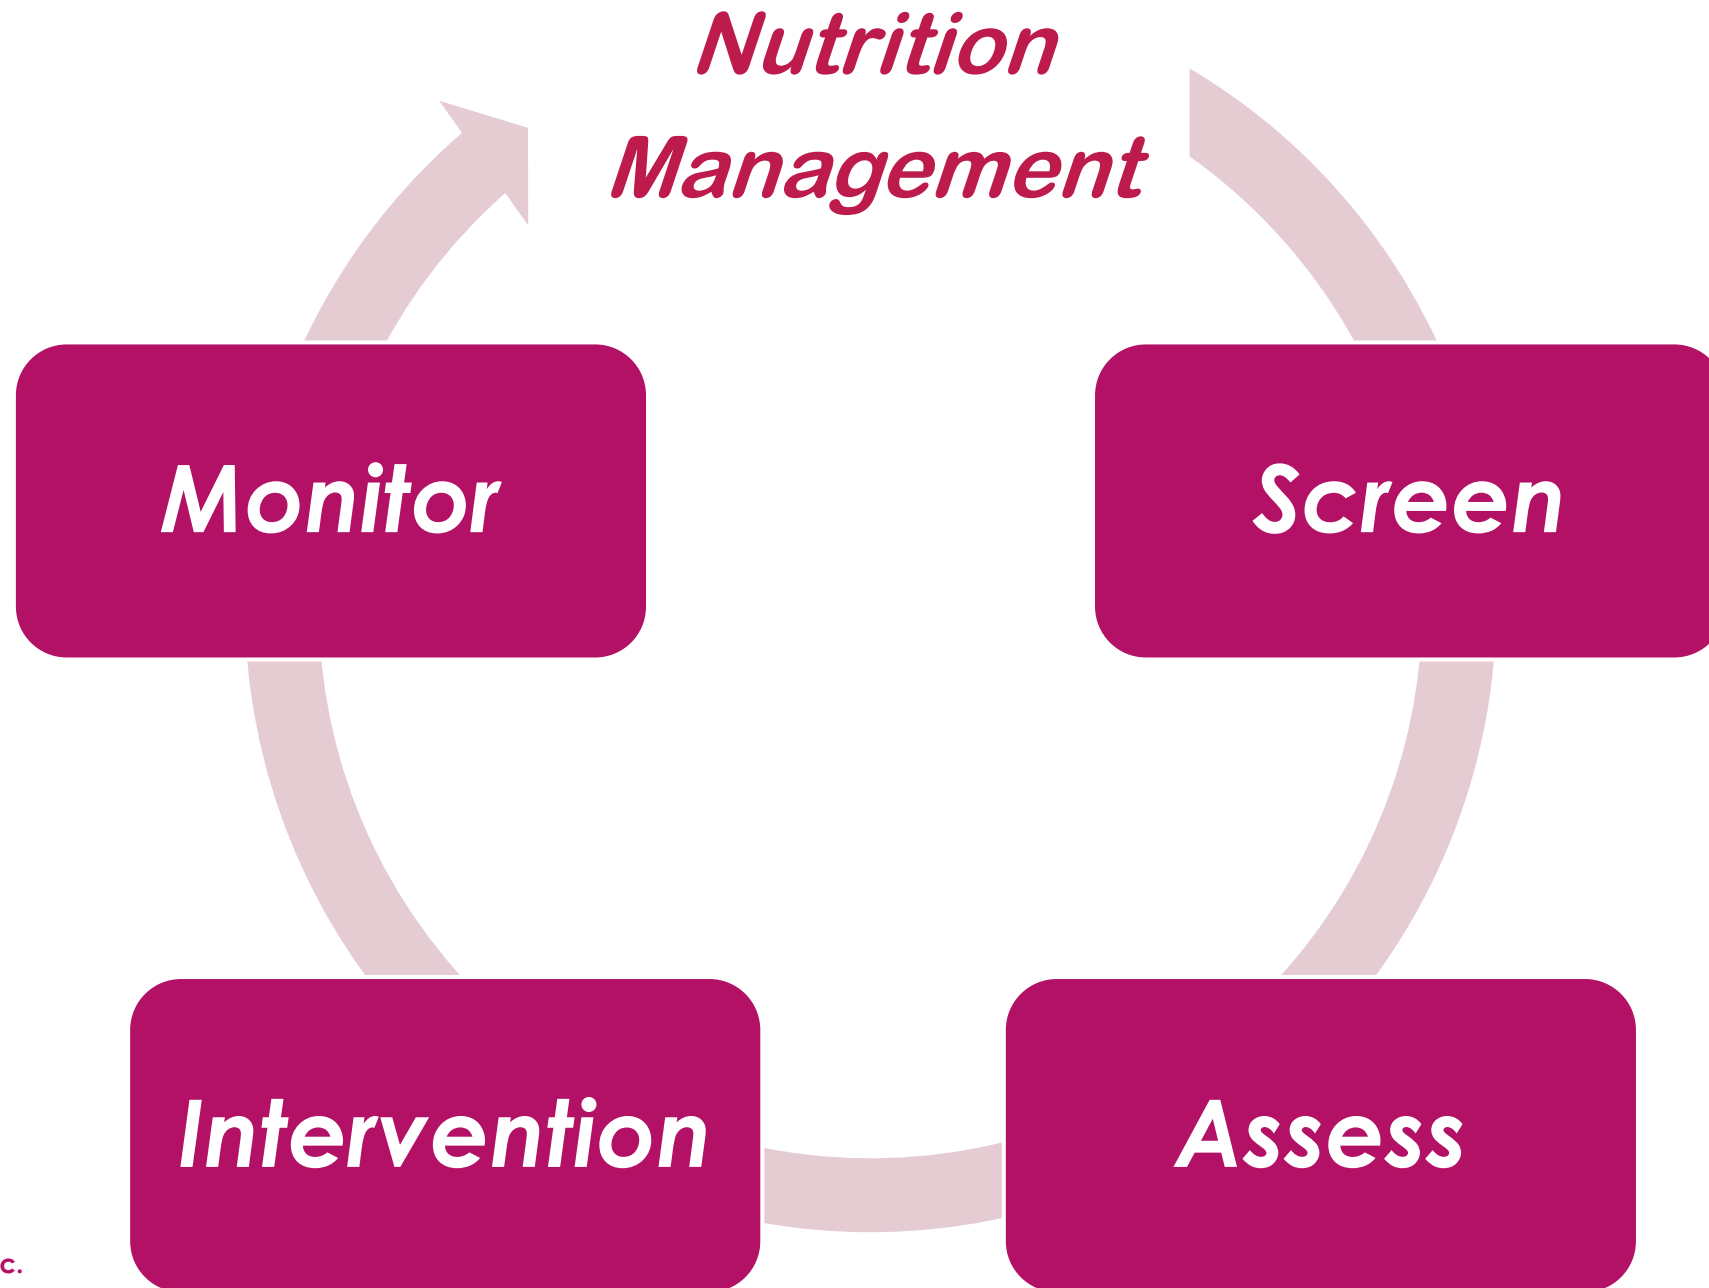 Nutrition
Management
Monitor
Screen
Intervention
Assess
c.